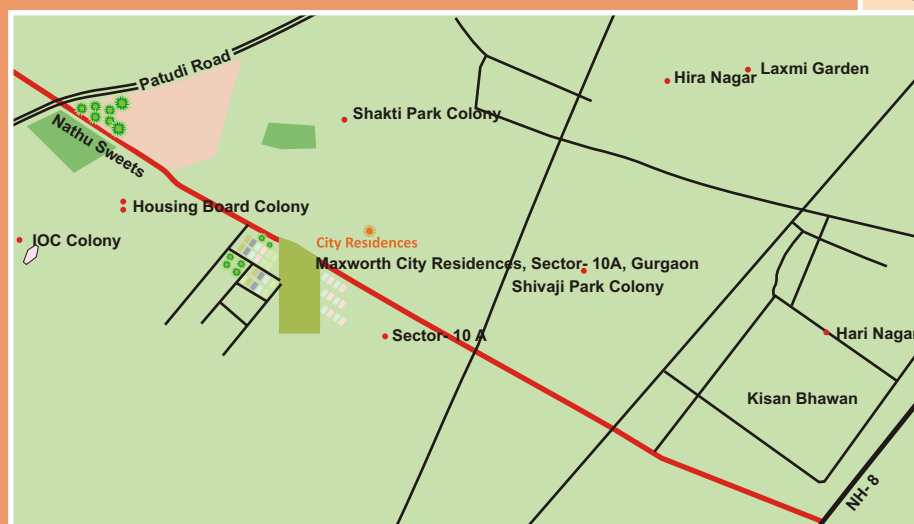 Patudi Road
Nathu Sweets
Hira Nagar
Laxmi Garden
Shakti Park Colony
Housing Board Colony
IOC Colony
City Residences
Maxworth City Residences, Sector- 10A, Gurgaon
Shivaji Park Colony
Sector- 10 A
Hari Nagar
Kisan Bhawan
NH- 8